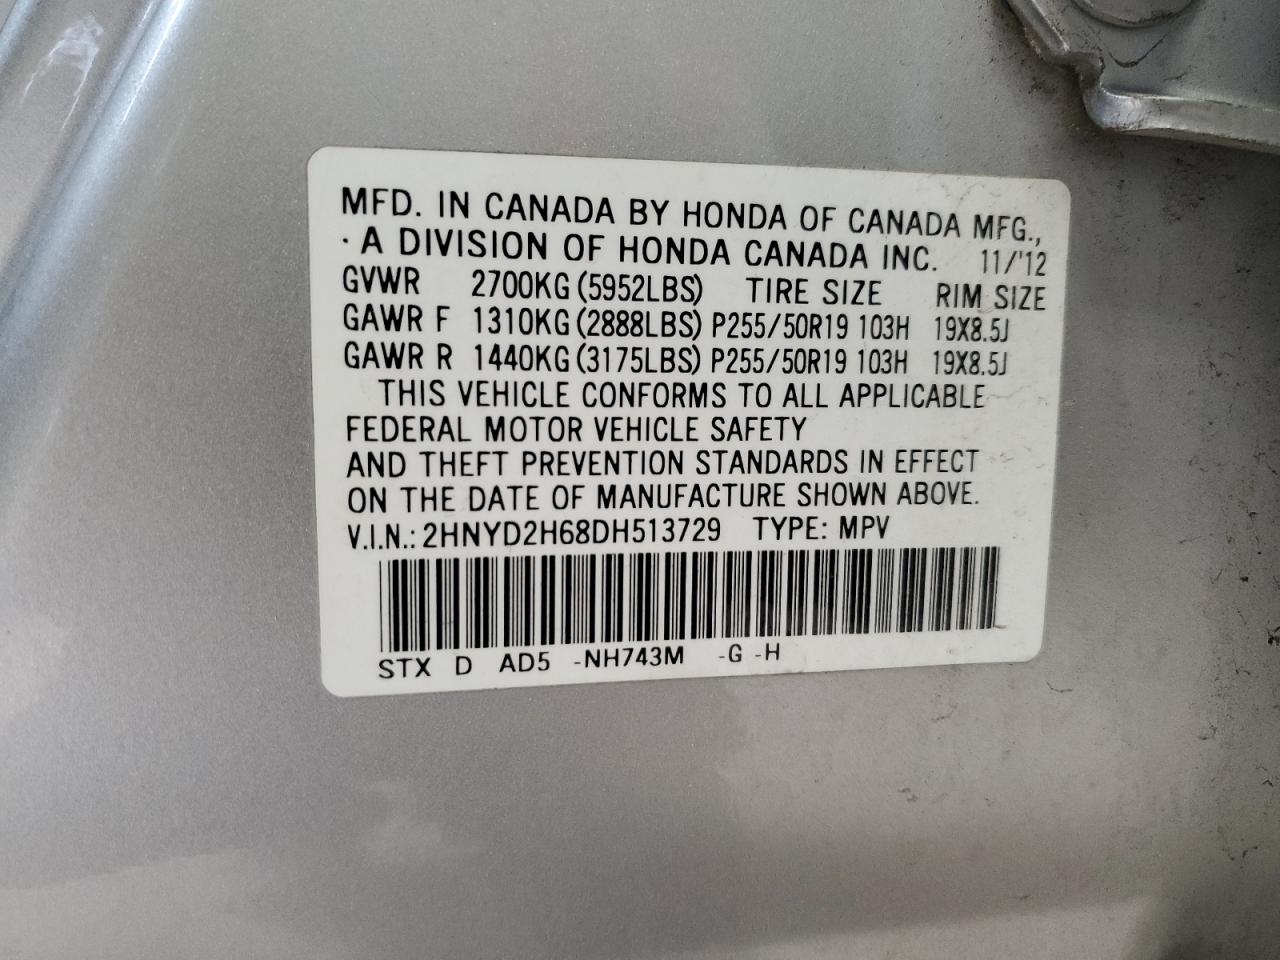 MFD. IN CANADA BY HONDA OF CANADA MFG.,
· A DIVISION OF HONDA CANADA INC. 11/'12
GVWR 2700KG (5952LBS) TIRE SIZE RIM SIZE
GAWR F 1310KG (2888LBS) P255/50R19 103H 19X8.5J
GAWR R 1440KG (3175LBS) P255/50R19 103H 19X8.5J
THIS VEHICLE CONFORMS TO ALL APPLICABLE
FEDERAL MOTOR VEHICLE SAFETY
AND THEFT PREVENTION STANDARDS IN EFFECT
ON THE DATE OF MANUFACTURE SHOWN ABOVE.
V.I.N.: 2HNYD2H68DH513729 TYPE: MPV
STX D AD5 -NH743M -G -H